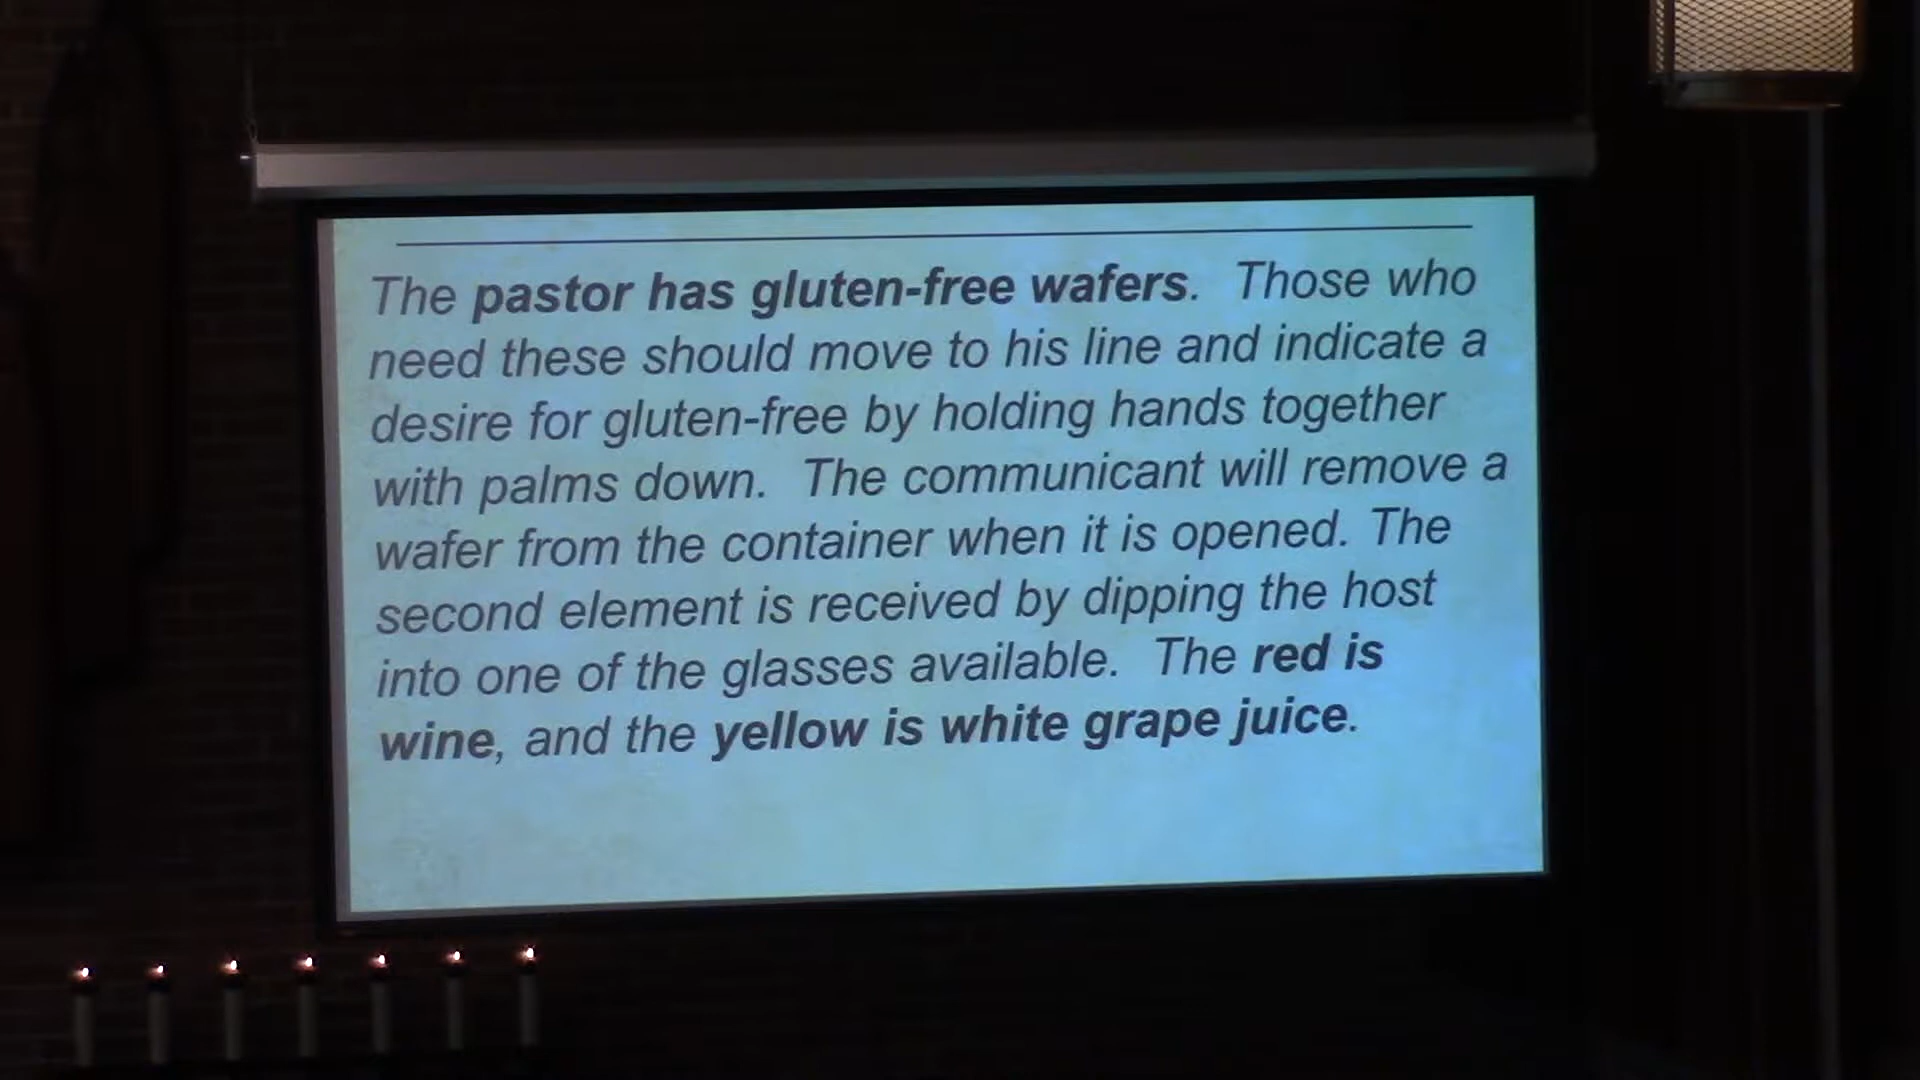 The pastor has gluten-free wafers. Those who
need these should move to his line and indicate a
desire for gluten-free by holding hands together
with palms down. The communicant will remove a
wafer from the container when it is opened. The
second element is received by dipping the host
into one of the glasses available. The red is
wine, and the yellow is white grape juice.